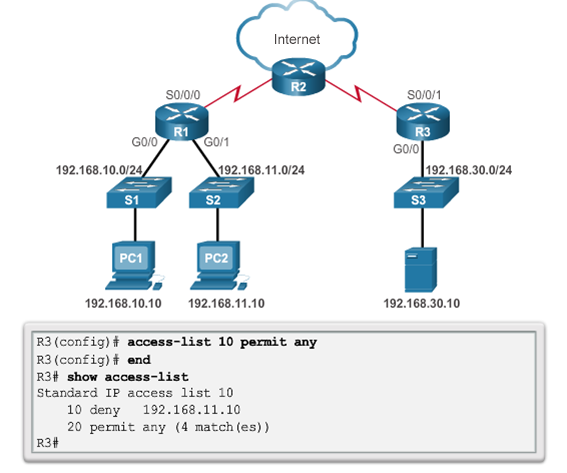 Internet
R2
S0/0/0
S0/0/1
R1
R3
G0/0
G0/1
G0/0
192.168.10.0/24
192.168.11.0/24
192.168.30.0/24
S1
S2
S3
PC1
PC2
192.168.10.10
192.168.11.10
192.168.30.10
R3(config)# access-list 10 permit any
R3(config)# end
R3# show access-list
Standard IP access list 10
10 deny 192.168.11.10
20 permit any (4 match(es))
R3#